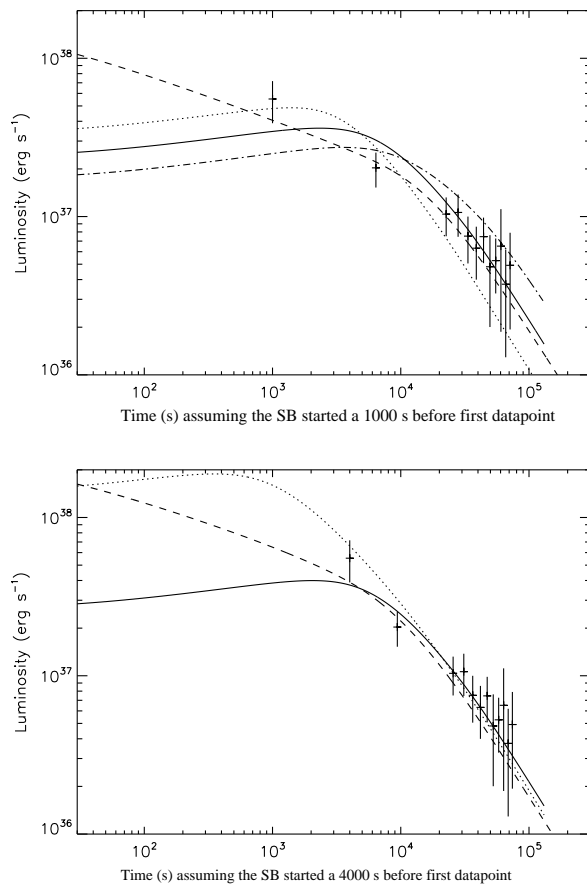 10^38
10^37
10^36
Luminosity (erg s^-1)
10^2 10^3 10^4 10^5
Time (s) assuming the SB started a 1000 s before first datapoint
10^38
10^37
10^36
Luminosity (erg s^-1)
10^2 10^3 10^4 10^5
Time (s) assuming the SB started a 4000 s before first datapoint